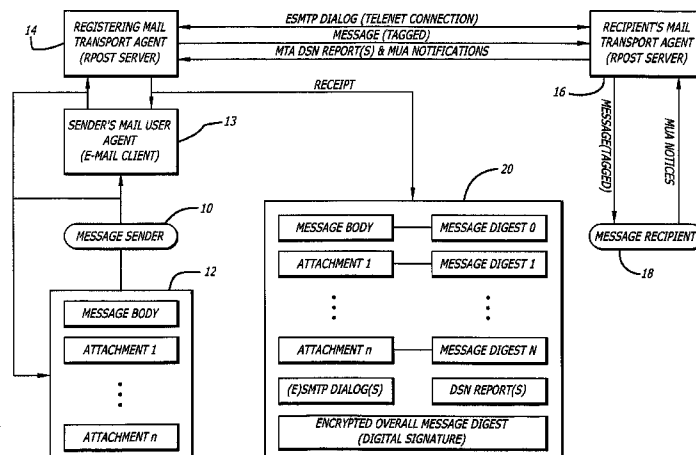 14
REGISTERING MAIL
TRANSPORT AGENT
(RPOST SERVER)
ESMTP DIALOG (TELENET CONNECTION)
MESSAGE (TAGGED)
MTA DSN REPORT(S) & MUA NOTIFICATIONS
RECIPIENT'S MAIL
TRANSPORT AGENT
(RPOST SERVER)
16
RECEIPT
SENDER'S MAIL USER
AGENT
(E-MAIL CLIENT)
13
MESSAGE(TAGGED)
MUA NOTICES
10
MESSAGE SENDER
20
MESSAGE RECIPIENT
18
12
MESSAGE BODY
ATTACHMENT 1
ATTACHMENT n
MESSAGE BODY
MESSAGE DIGEST 0
ATTACHMENT 1
MESSAGE DIGEST 1
ATTACHMENT n
MESSAGE DIGEST N
(E)SMTP DIALOG(S)
DSN REPORT(S)
ENCRYPTED OVERALL MESSAGE DIGEST
(DIGITAL SIGNATURE)